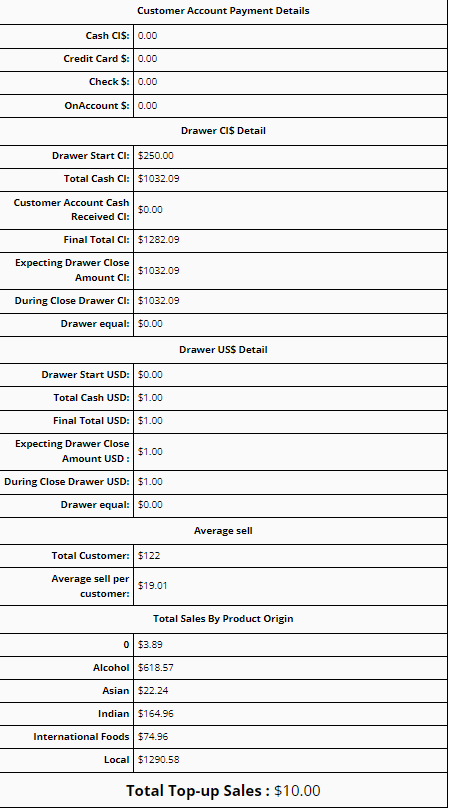 Customer Account Payment Details
Cash CI$: 0.00
Credit Card $: 0.00
Check $: 0.00
OnAccount $: 0.00
Drawer CI$ Detail
Drawer Start CI: $250.00
Total Cash CI: $1032.09
Customer Account Cash
Received CI: $0.00
Final Total CI: $1282.09
Expecting Drawer Close
Amount CI: $1032.09
During Close Drawer CI: $1032.09
Drawer equal: $0.00
Drawer US$ Detail
Drawer Start USD: $0.00
Total Cash USD: $1.00
Final Total USD: $1.00
Expecting Drawer Close
Amount USD : $1.00
During Close Drawer USD: $1.00
Drawer equal: $0.00
Average sell
Total Customer: $122
Average sell per
customer: $19.01
Total Sales By Product Origin
0 $3.89
Alcohol $618.57
Asian $22.24
Indian $164.96
International Foods $74.96
Local $1290.58
Total Top-up Sales : $10.00